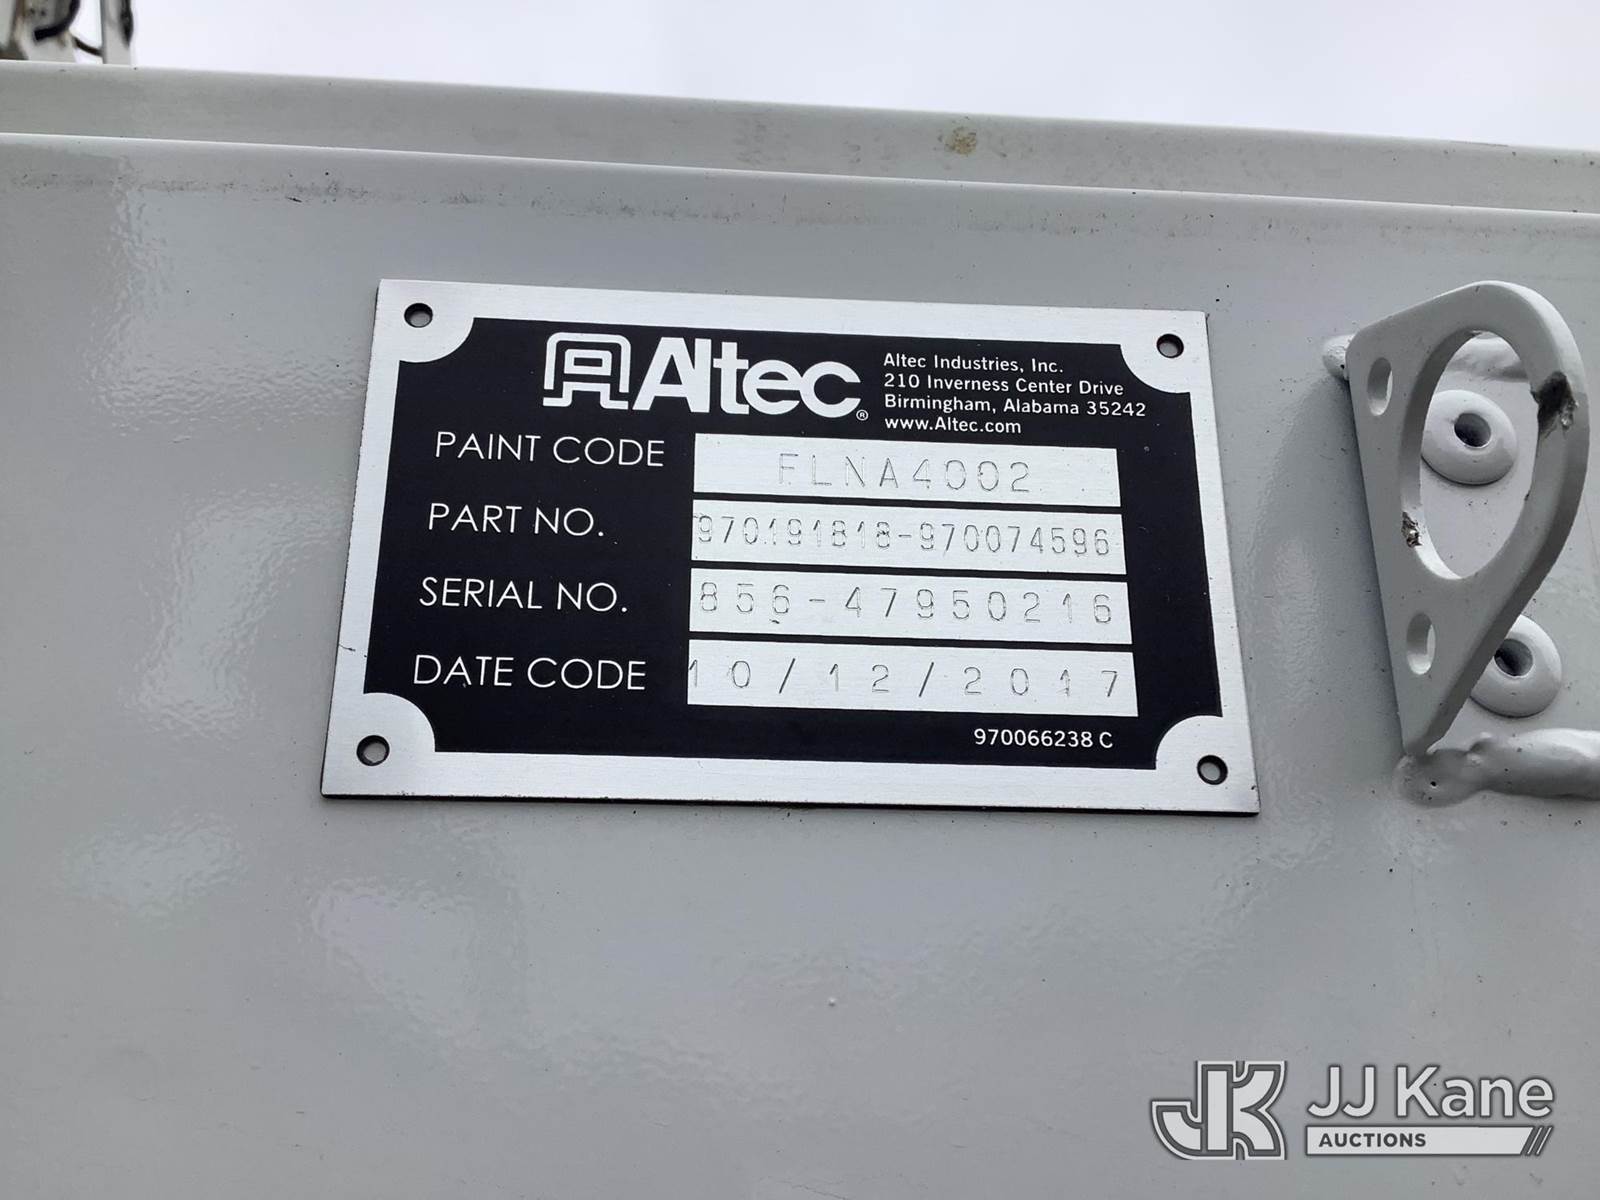 Altec®
Altec Industries, Inc.
210 Inverness Center Drive
Birmingham, Alabama 35242
www.Altec.com
PAINT CODE FLNA4002
PART NO. 970191818-970074596
SERIAL NO. 856-47950216
DATE CODE 10/12/2017
970066238 C
JK JJ Kane
AUCTIONS